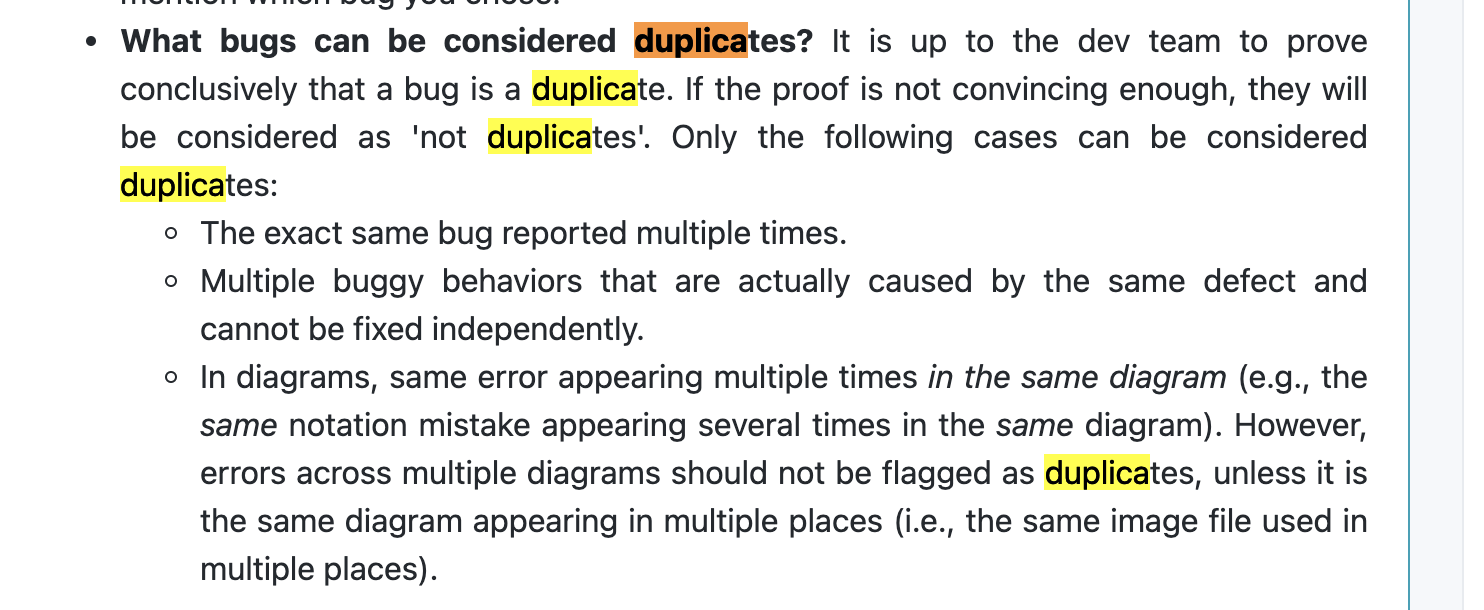 mention which bug you chose.
• What bugs can be considered duplicates? It is up to the dev team to prove
conclusively that a bug is a duplicate. If the proof is not convincing enough, they will
be considered as 'not duplicates'. Only the following cases can be considered
duplicates:
◦ The exact same bug reported multiple times.
◦ Multiple buggy behaviors that are actually caused by the same defect and
cannot be fixed independently.
◦ In diagrams, same error appearing multiple times in the same diagram (e.g., the
same notation mistake appearing several times in the same diagram). However,
errors across multiple diagrams should not be flagged as duplicates, unless it is
the same diagram appearing in multiple places (i.e., the same image file used in
multiple places).